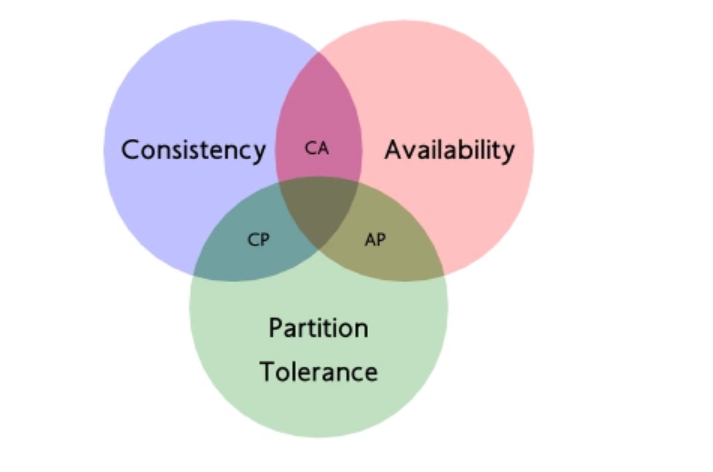 Consistency
CA
Availability
CP
AP
Partition
Tolerance